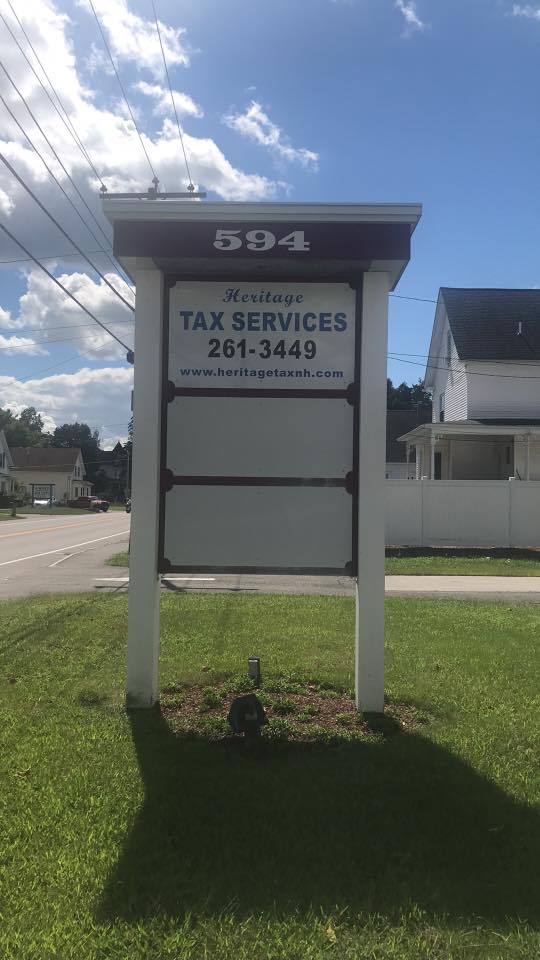 594
Heritage
TAX SERVICES
261-3449
www.heritagetaxnh.com